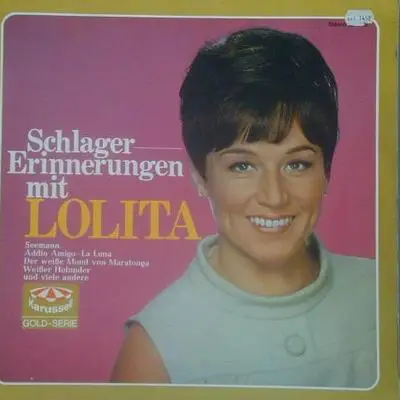 Schlager
Erinnerungen
mit
LOLITA
Seemann
Addio Amigo-La Luna
Der weiße Mond von Maratonga
Weißer Holunder
und viele andere
Karussell
GOLD-SERIE